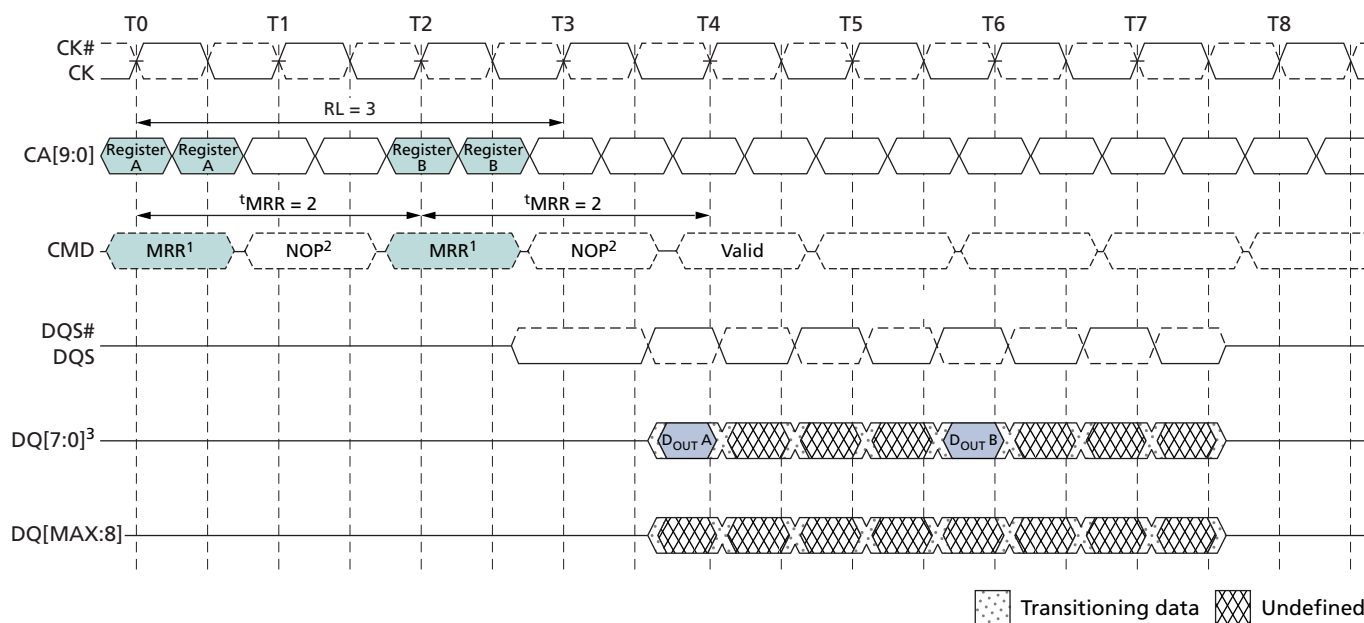 T0 T1 T2 T3 T4 T5 T6 T7 T8
CK#
CK
RL = 3
CA[9:0]
Register A
Register A
Register B
Register B
tMRR = 2
tMRR = 2
CMD
MRR1
NOP2
MRR1
NOP2
Valid
DQS#
DQS
DQ[7:0]3
DOUT A
DOUT B
DQ[MAX:8]
Transitioning data
Undefined